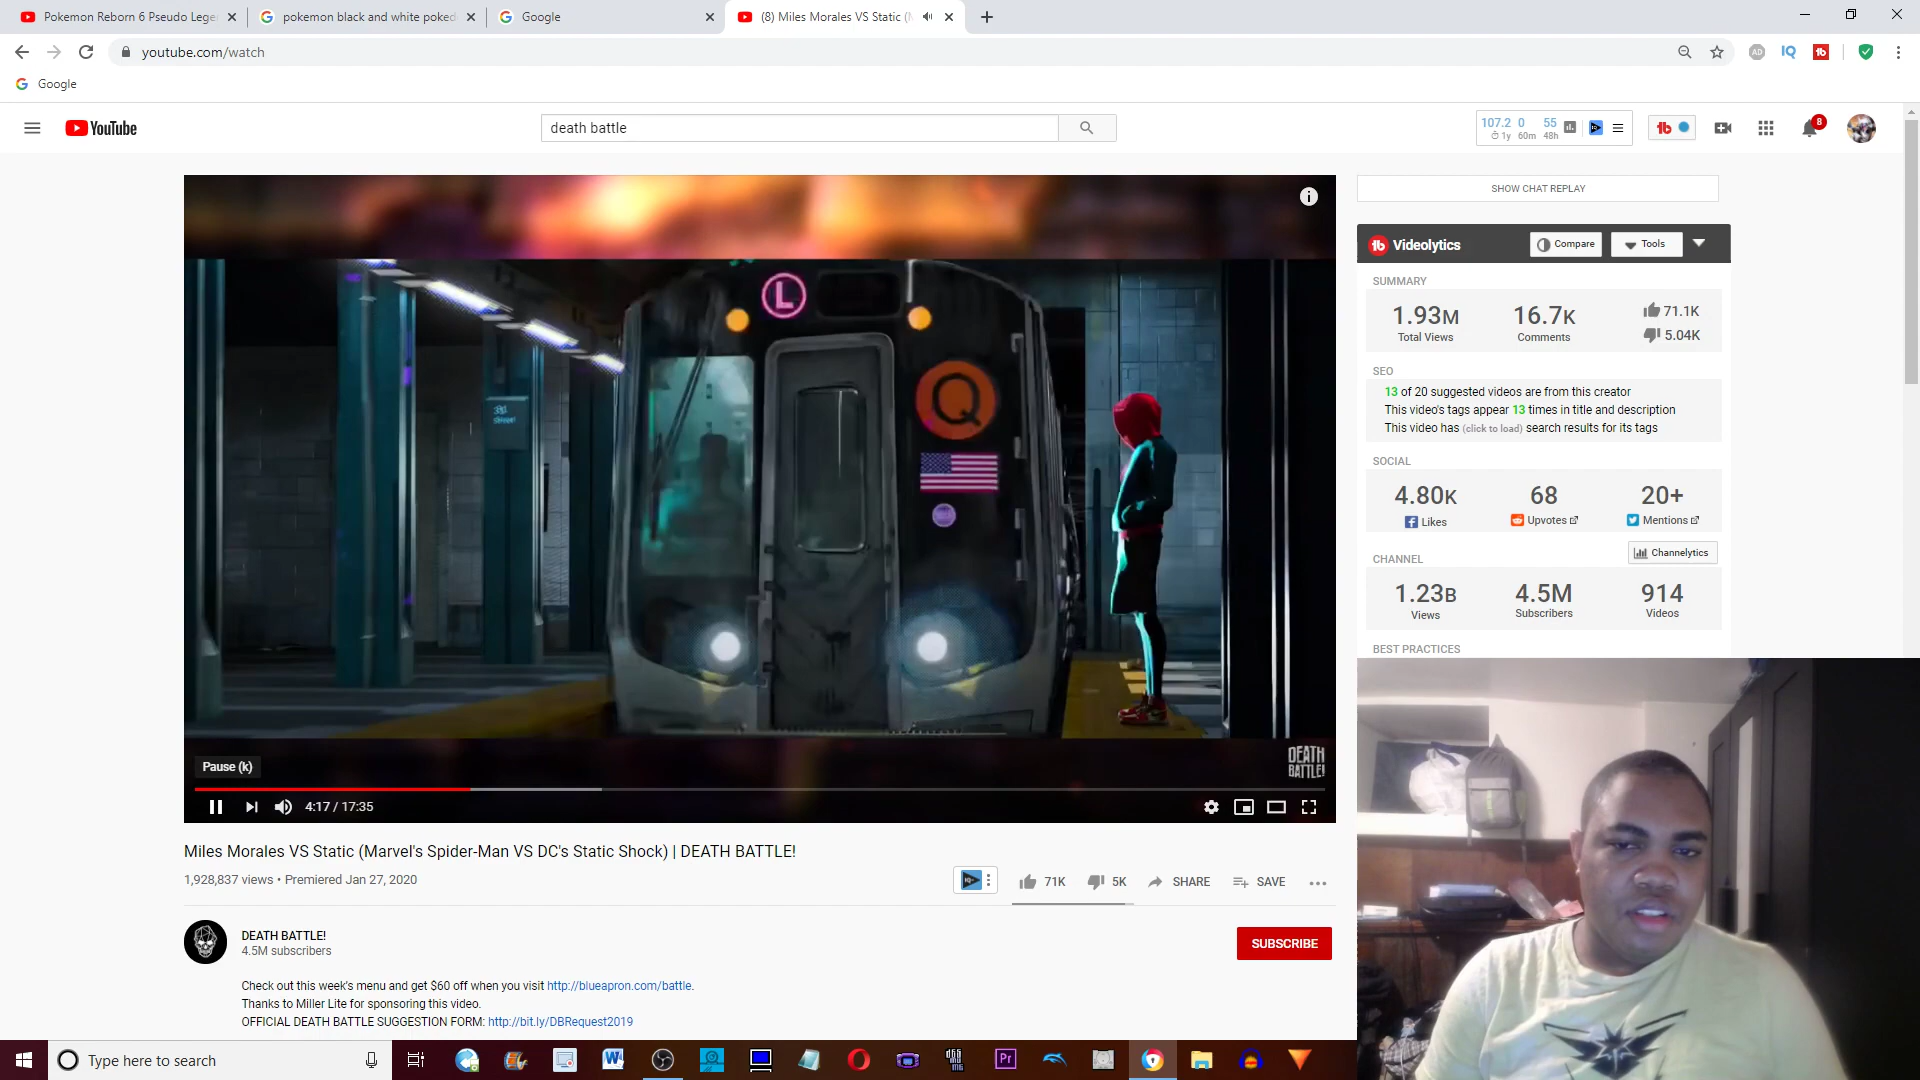 Pokemon Reborn 6 Pseudo Lege
pokemon black and white poked
Google
(8) Miles Morales VS Static (
youtube.com/watch
Google
YouTube
death battle
107.2 0 55
1y 60m 48h
8
SHOW CHAT REPLAY
Videolytics
Compare
Tools
SUMMARY
1.93M 16.7K 71.1K
Total Views Comments 5.04K
SEO
13 of 20 suggested videos are from this creator
This video's tags appear 13 times in title and description
This video has (click to load) search results for its tags
SOCIAL
4.80K 68 20+
Likes Upvotes Mentions
CHANNEL
Channelytics
1.23B 4.5M 914
Views Subscribers Videos
BEST PRACTICES
L
Q
DEATH
BATTLE!
Pause (k)
4:17 / 17:35
Miles Morales VS Static (Marvel's Spider-Man VS DC's Static Shock) | DEATH BATTLE!
1,928,837 views • Premiered Jan 27, 2020
71K 5K SHARE SAVE
DEATH BATTLE!
4.5M subscribers
SUBSCRIBE
Check out this week's menu and get $60 off when you visit http://blueapron.com/battle.
Thanks to Miller Lite for sponsoring this video.
OFFICIAL DEATH BATTLE SUGGESTION FORM: http://bit.ly/DBRequest2019
Type here to search